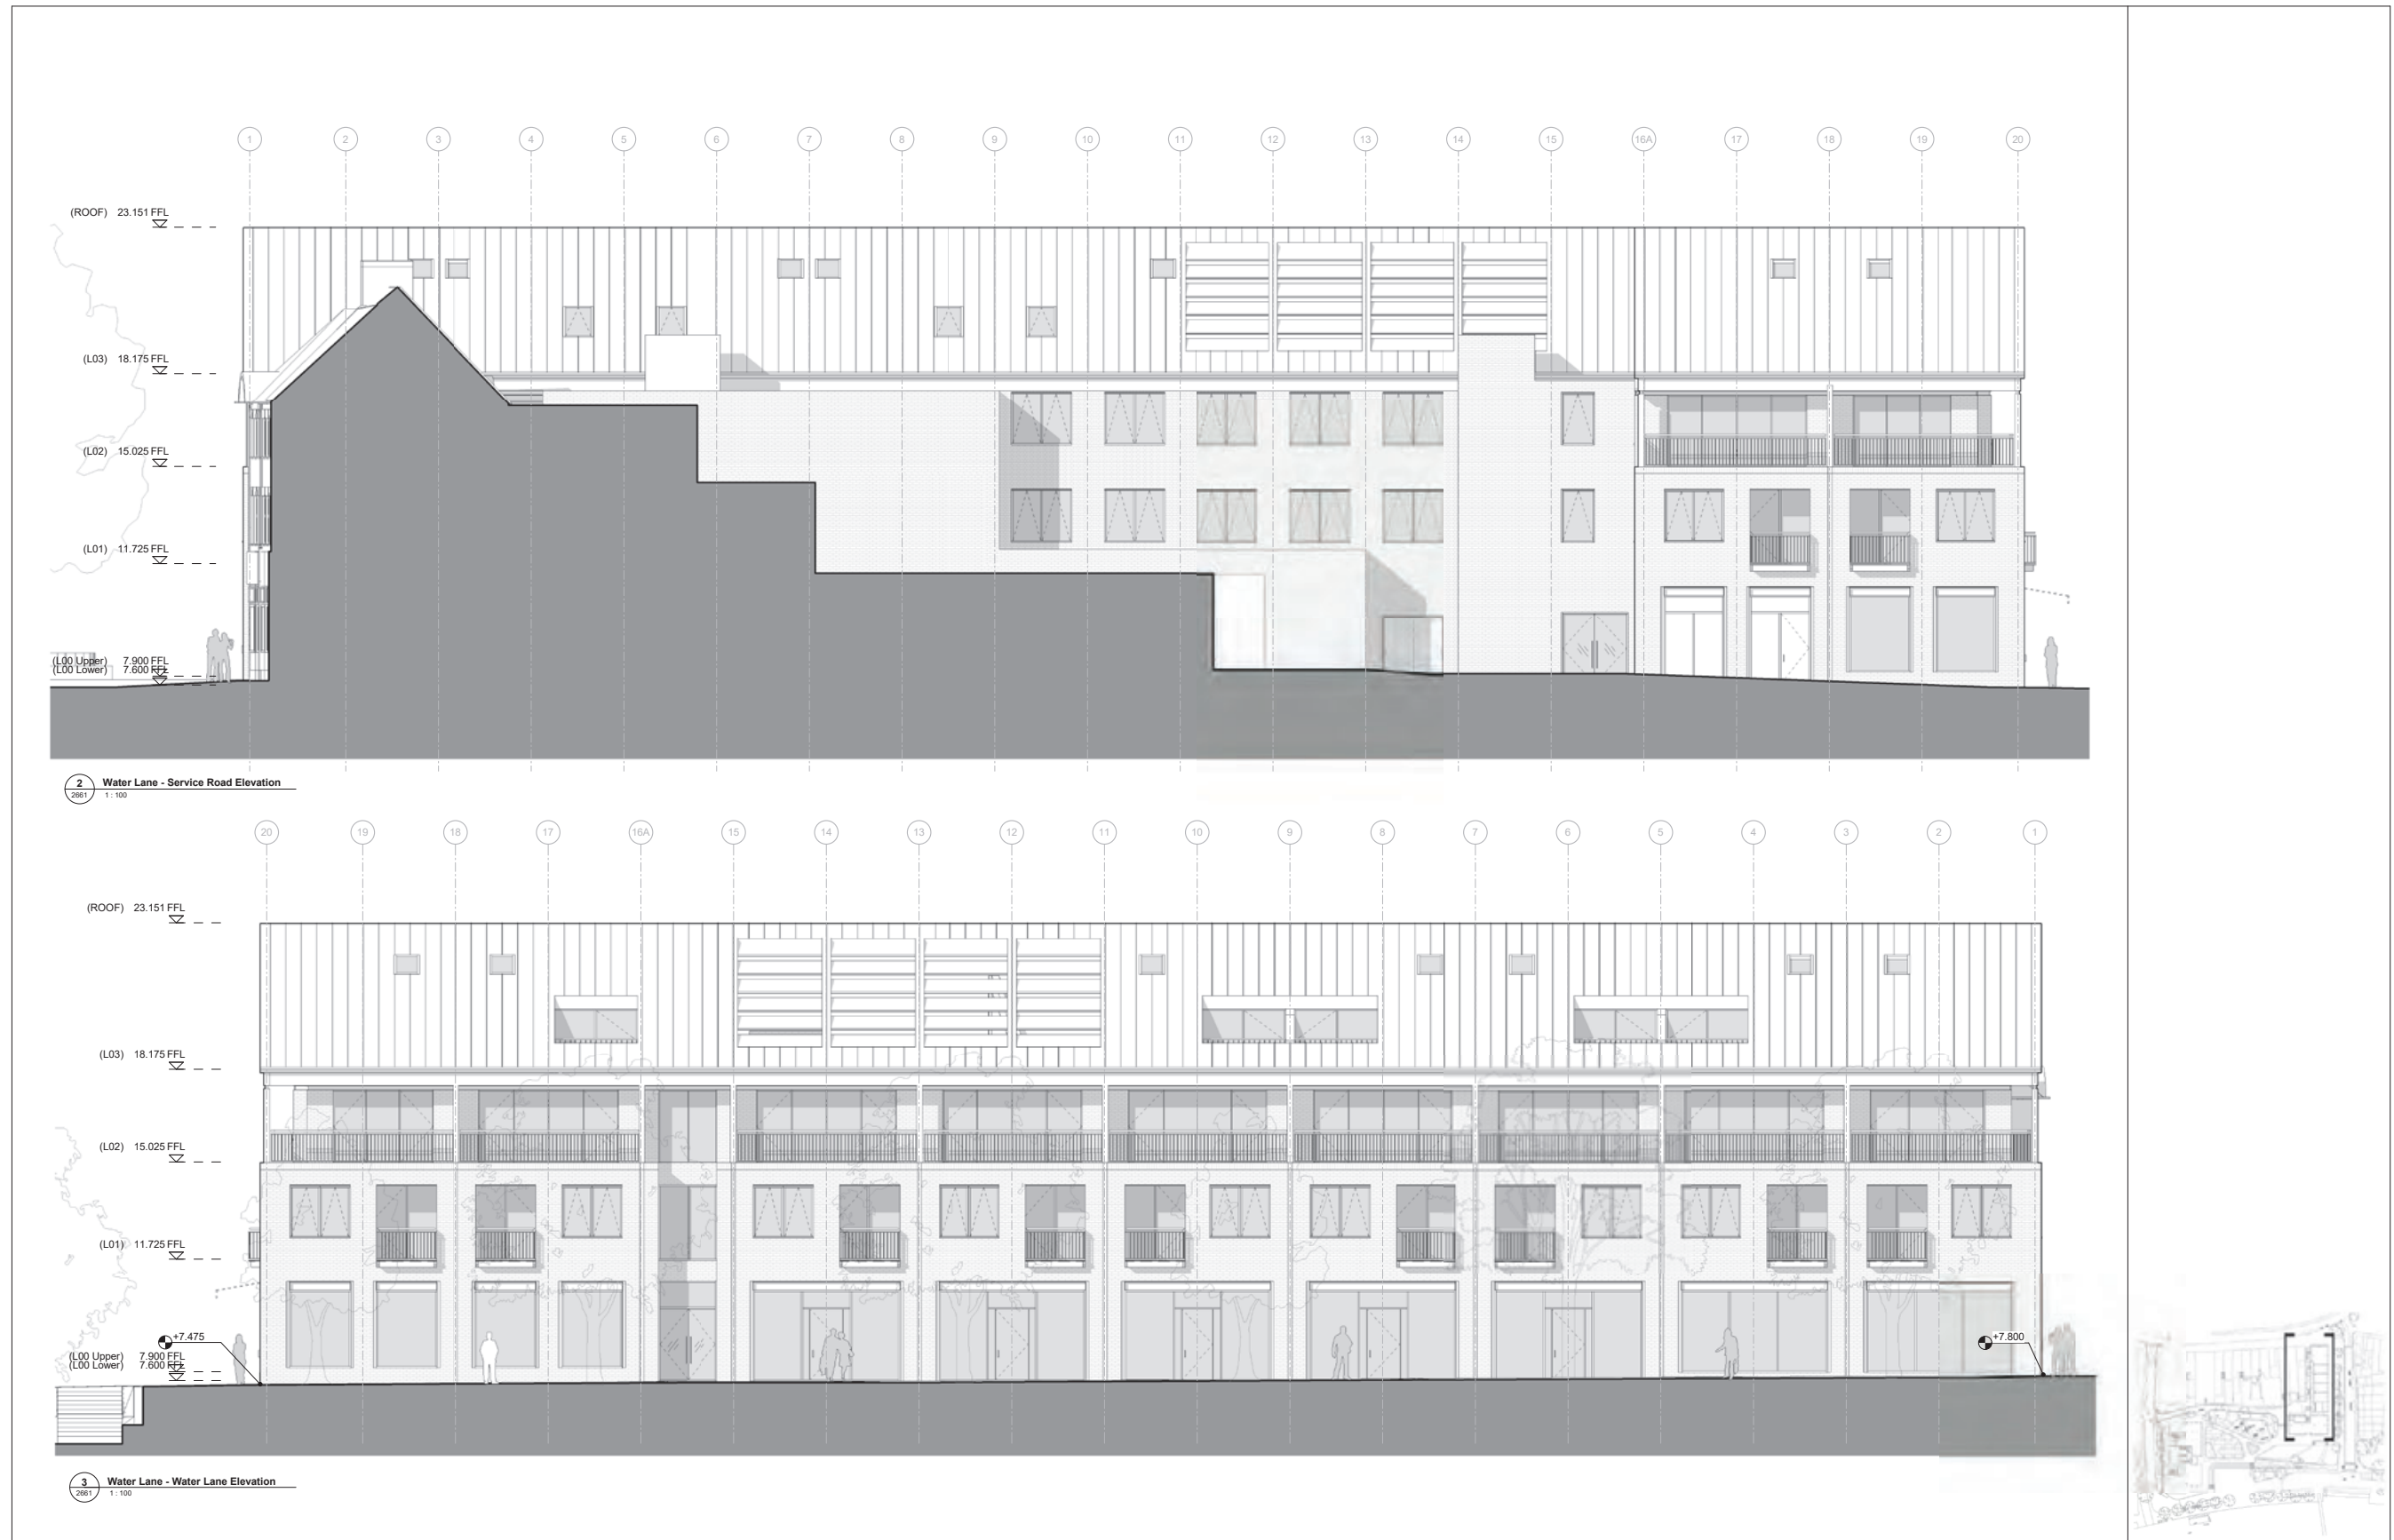 1 2 3 4 5 6 7 8 9 10 11 12 13 14 15 16A 17 18 19 20
(ROOF) 23.151 FFL
(L03) 18.175 FFL
(L02) 15.025 FFL
(L01) 11.725 FFL
(L00 Upper) 7.900 FFL
(L00 Lower) 7.600 FFL
2 Water Lane - Service Road Elevation
2661 1 : 100
20 19 18 17 16A 15 14 13 12 11 10 9 8 7 6 5 4 3 2 1
(ROOF) 23.151 FFL
(L03) 18.175 FFL
(L02) 15.025 FFL
(L01) 11.725 FFL
+7.475
+7.800
(L00 Upper) 7.900 FFL
(L00 Lower) 7.600 FFL
3 Water Lane - Water Lane Elevation
2661 1 : 100